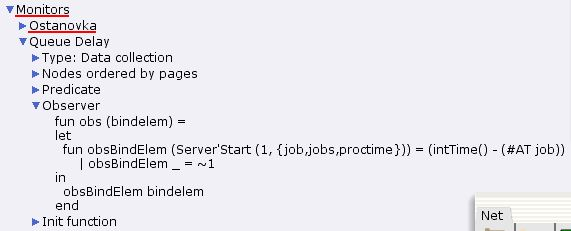 Monitors
Ostanovka
Queue Delay
Type: Data collection
Nodes ordered by pages
Predicate
Observer
fun obs (bindelem) =
let
fun obsBindElem (Server'Start (1, {job,jobs,proctime})) = (intTime() - (#AT job))
| obsBindElem _ = ~1
in
obsBindElem bindelem
end
Init function
Net